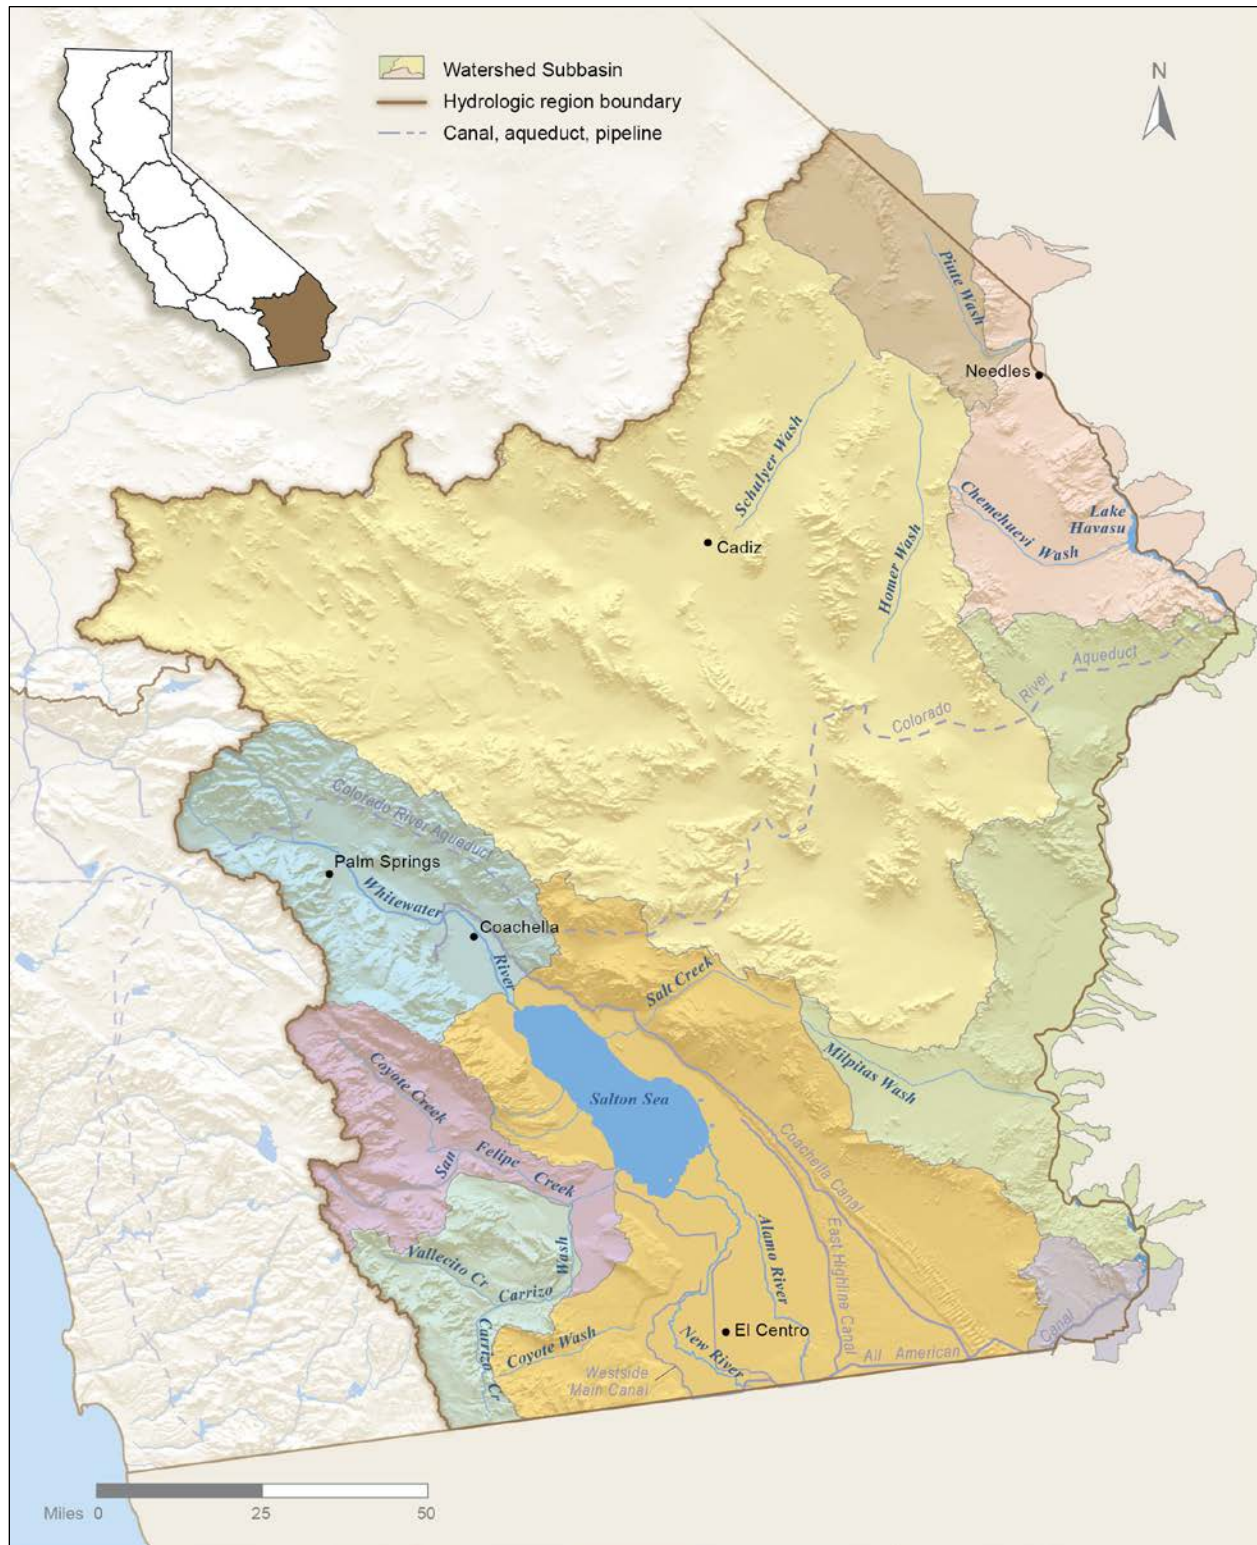 Watershed Subbasin
Hydrologic region boundary
Canal, aqueduct, pipeline
N
Piute Wash
Needles
Schulyer Wash
Homer Wash
Chemehuevi Wash
Lake
Havasu
Cadiz
Colorado River Aqueduct
Colorado River Aqueduct
Palm Springs
Whitewater River
Coachella
Salt Creek
Milpitas Wash
Salton Sea
Coyote Creek
San Felipe Creek
Coachella Canal
East Highline Canal
Alamo River
Vallecito Cr
Carrizo Wash
Carrizo Cr
Coyote Wash
New River
El Centro
Westside
Main Canal
All American Canal
Miles 0 25 50